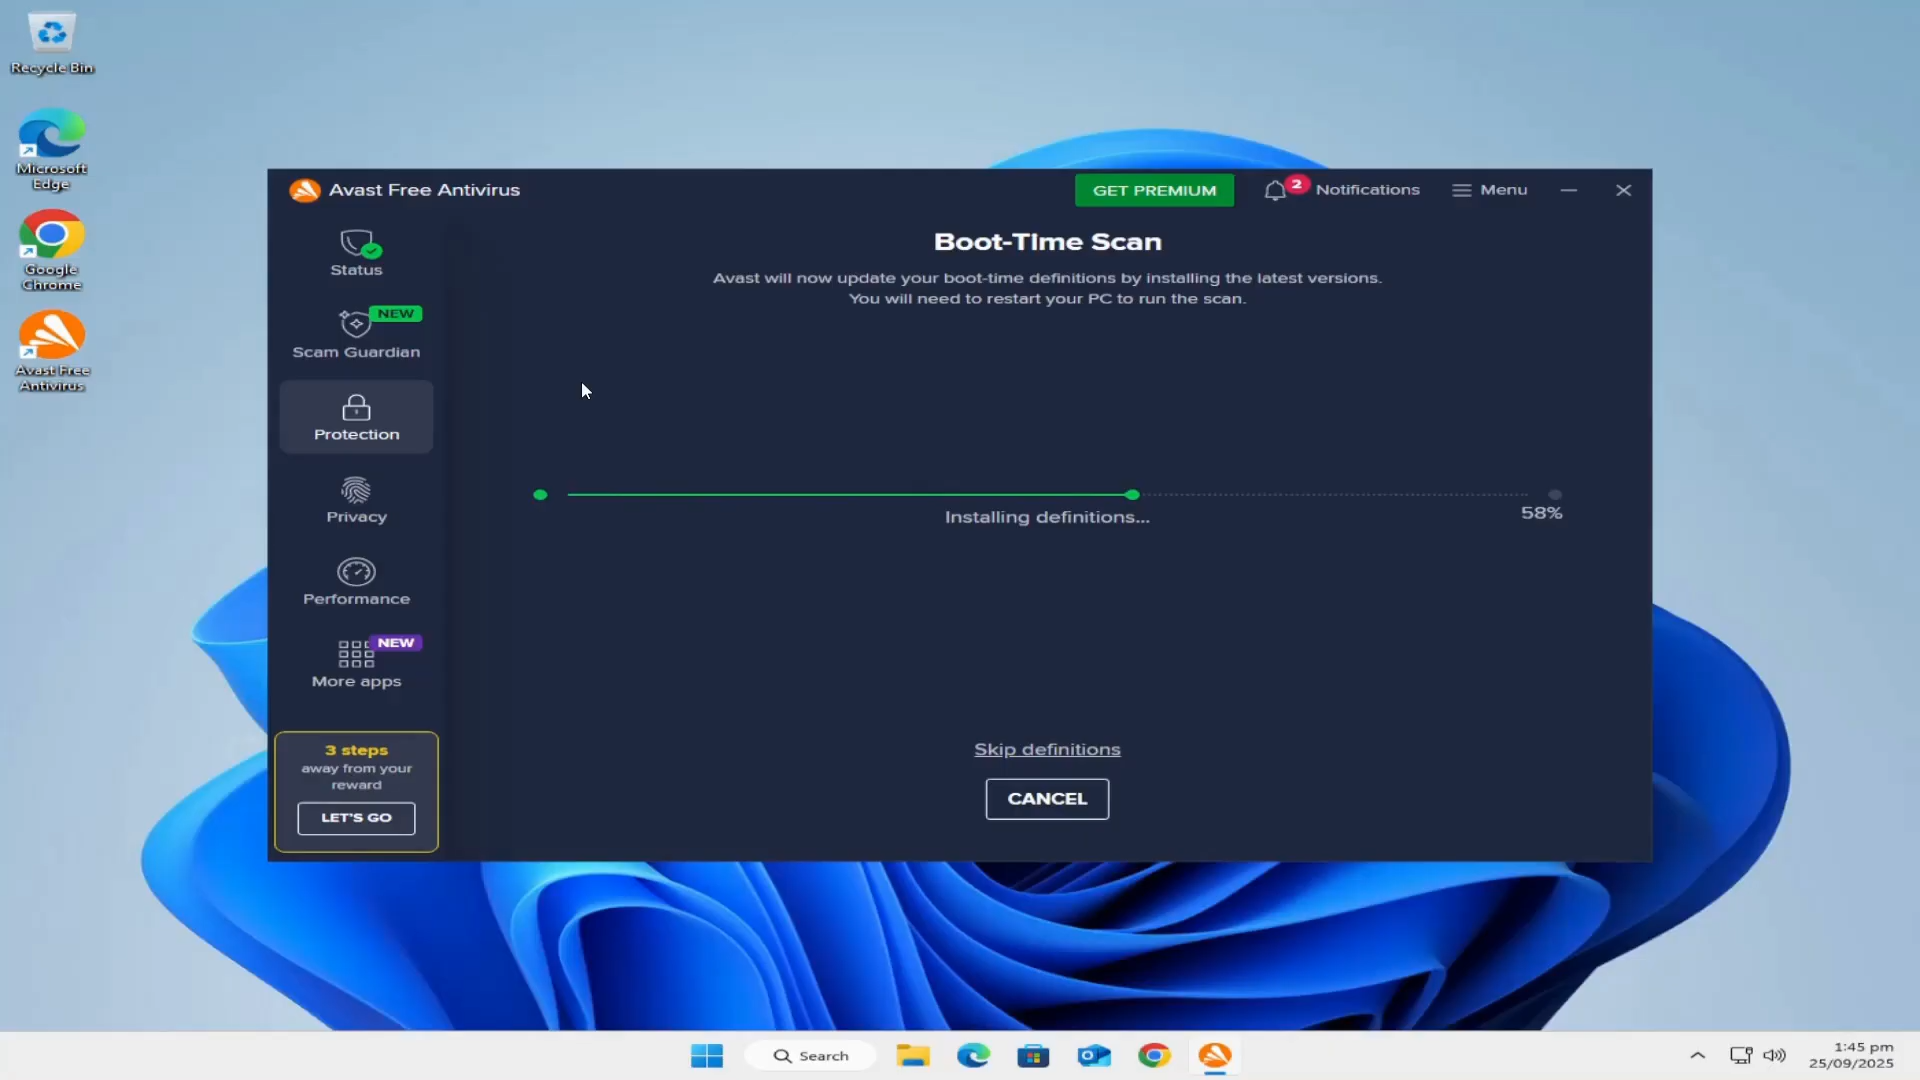 Recycle Bin
Microsoft
Edge
Google
Chrome
Avast Free
Antivirus
Avast Free Antivirus
GET PREMIUM
2
Notifications
Menu
Status
NEW
Scam Guardian
Protection
Privacy
Performance
NEW
More apps
3 steps
away from your
reward
LET'S GO
Boot-Time Scan
Avast will now update your boot-time definitions by installing the latest versions.
You will need to restart your PC to run the scan.
Installing definitions...
58%
Skip definitions
CANCEL
Search
1:45 pm
25/09/2025